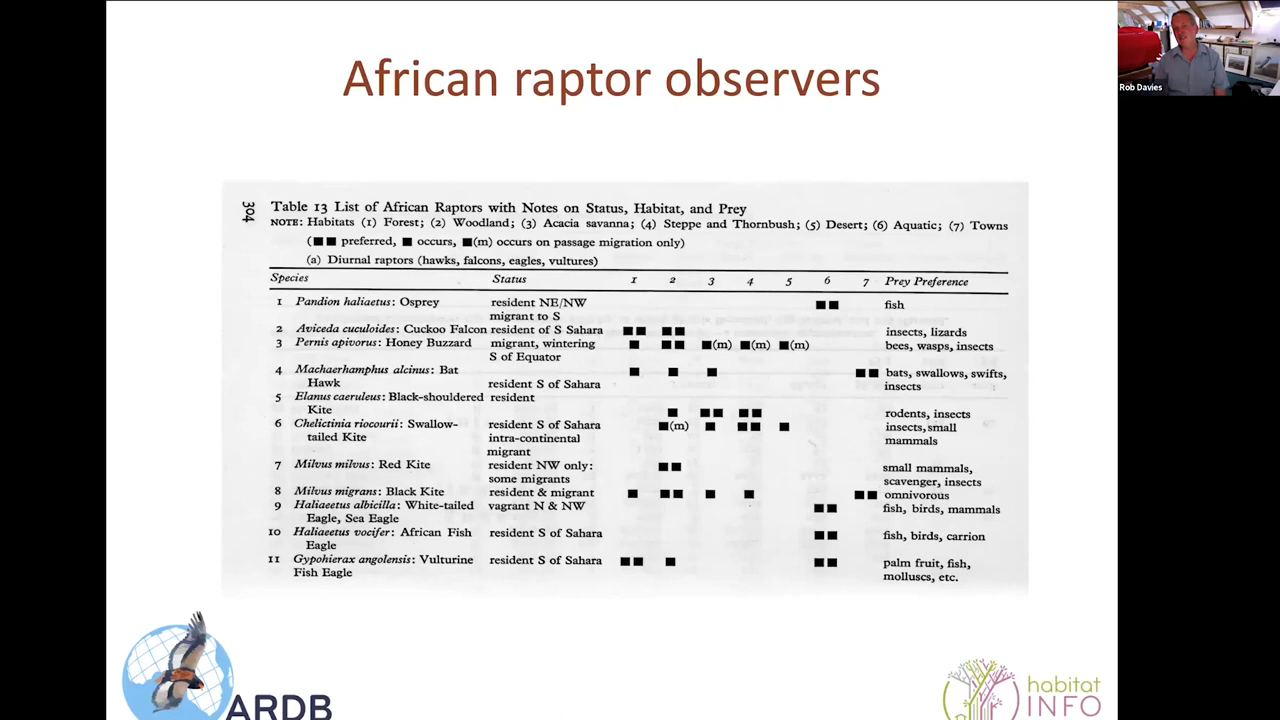 African raptor observers
Rob Davies
304
Table 13 List of African Raptors with Notes on Status, Habitat, and Prey
NOTE: Habitats (1) Forest; (2) Woodland; (3) Acacia savanna; (4) Steppe and Thornbush; (5) Desert; (6) Aquatic; (7) Towns
(■■ preferred, ■ occurs, ■(m) occurs on passage migration only)
(a) Diurnal raptors (hawks, falcons, eagles, vultures)
Species Status 1 2 3 4 5 6 7 Prey Preference
1 Pandion haliaetus: Osprey resident NE/NW ■■ fish
migrant to S
2 Aviceda cuculoides: Cuckoo Falcon resident of S Sahara ■■ ■■ insects, lizards
3 Pernis apivorus: Honey Buzzard migrant, wintering ■ ■■ ■(m) ■(m) ■(m) bees, wasps, insects
S of Equator
4 Machaerhamphus alcinus: Bat ■ ■ ■ ■■ bats, swallows, swifts,
Hawk resident S of Sahara insects
5 Elanus caeruleus: Black-shouldered resident
Kite ■ ■■ ■■ rodents, insects
6 Chelictinia riocourii: Swallow- resident S of Sahara ■(m) ■ ■■ ■ insects, small
tailed Kite intra-continental mammals
migrant
7 Milvus milvus: Red Kite resident NW only: ■■ small mammals,
some migrants scavenger, insects
8 Milvus migrans: Black Kite resident & migrant ■ ■■ ■ ■ ■■ omnivorous
9 Haliaeetus albicilla: White-tailed vagrant N & NW ■■ fish, birds, mammals
Eagle, Sea Eagle
10 Haliaeetus vocifer: African Fish resident S of Sahara ■■ fish, birds, carrion
Eagle
11 Gypohierax angolensis: Vulturine resident S of Sahara ■■ ■ ■■ palm fruit, fish,
Fish Eagle molluscs, etc.
ARDB
habitat
INFO